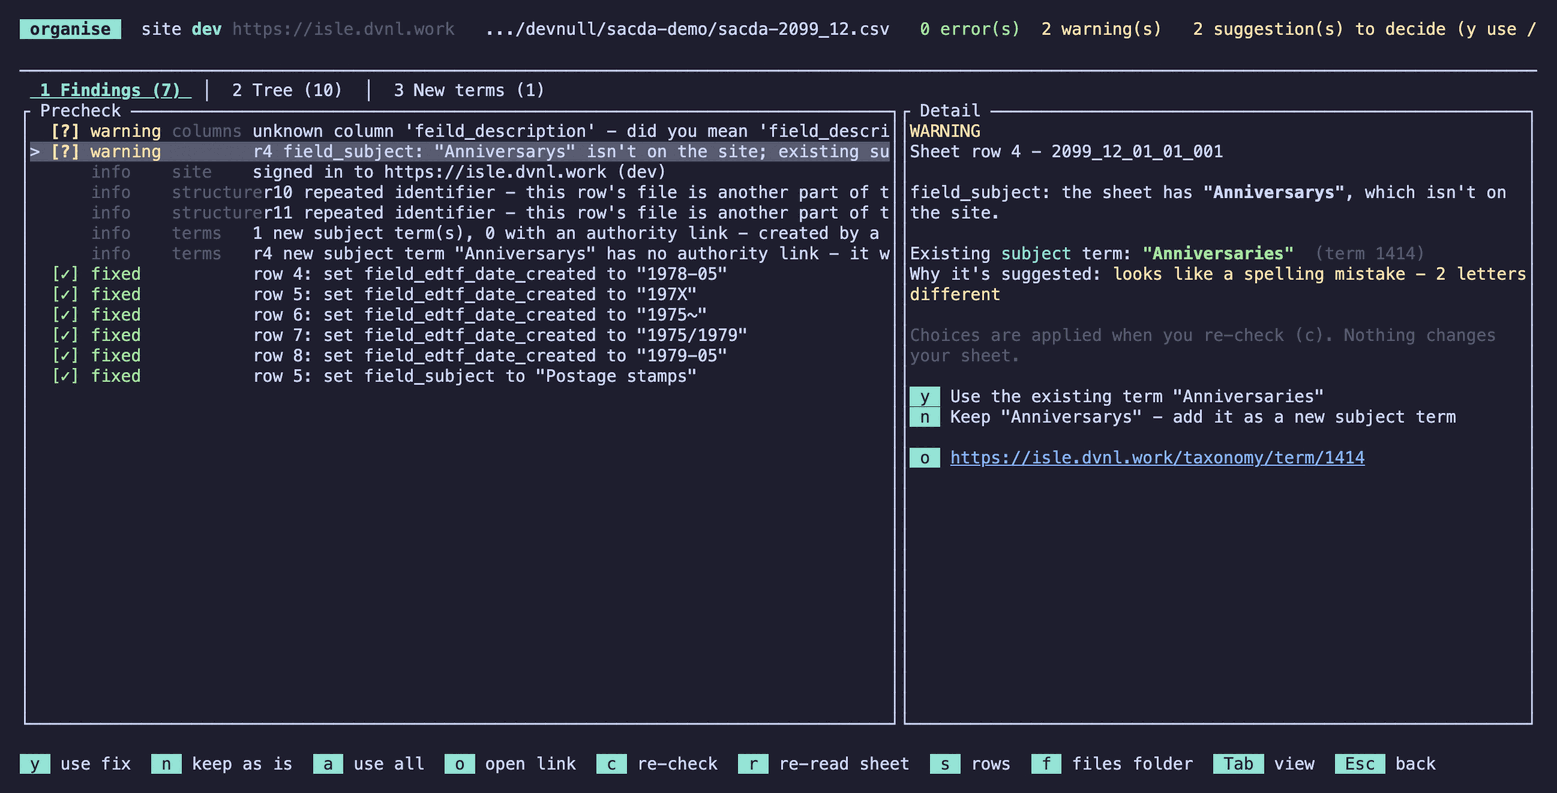 organise site dev https://isle.dvnl.work .../devnull/sacda-demo/sacda-2099_12.csv 0 error(s) 2 warning(s) 2 suggestion(s) to decide (y use /
1 Findings (7) │ 2 Tree (10) │ 3 New terms (1)
Precheck
[?] warning columns unknown column 'feild_description' – did you mean 'field_descri
> [?] warning r4 field_subject: "Anniversarys" isn't on the site; existing su
info site signed in to https://isle.dvnl.work (dev)
info structurer10 repeated identifier – this row's file is another part of t
info structurer11 repeated identifier – this row's file is another part of t
info terms 1 new subject term(s), 0 with an authority link – created by a
info terms r4 new subject term "Anniversarys" has no authority link – it w
[✓] fixed row 4: set field_edtf_date_created to "1978-05"
[✓] fixed row 5: set field_edtf_date_created to "197X"
[✓] fixed row 6: set field_edtf_date_created to "1975~"
[✓] fixed row 7: set field_edtf_date_created to "1975/1979"
[✓] fixed row 8: set field_edtf_date_created to "1979-05"
[✓] fixed row 5: set field_subject to "Postage stamps"
Detail
WARNING
Sheet row 4 – 2099_12_01_01_001
field_subject: the sheet has "Anniversarys", which isn't on
the site.
Existing subject term: "Anniversaries" (term 1414)
Why it's suggested: looks like a spelling mistake – 2 letters
different
Choices are applied when you re-check (c). Nothing changes
your sheet.
y Use the existing term "Anniversaries"
n Keep "Anniversarys" – add it as a new subject term
o https://isle.dvnl.work/taxonomy/term/1414
y use fix n keep as is a use all o open link c re-check r re-read sheet s rows f files folder Tab view Esc back